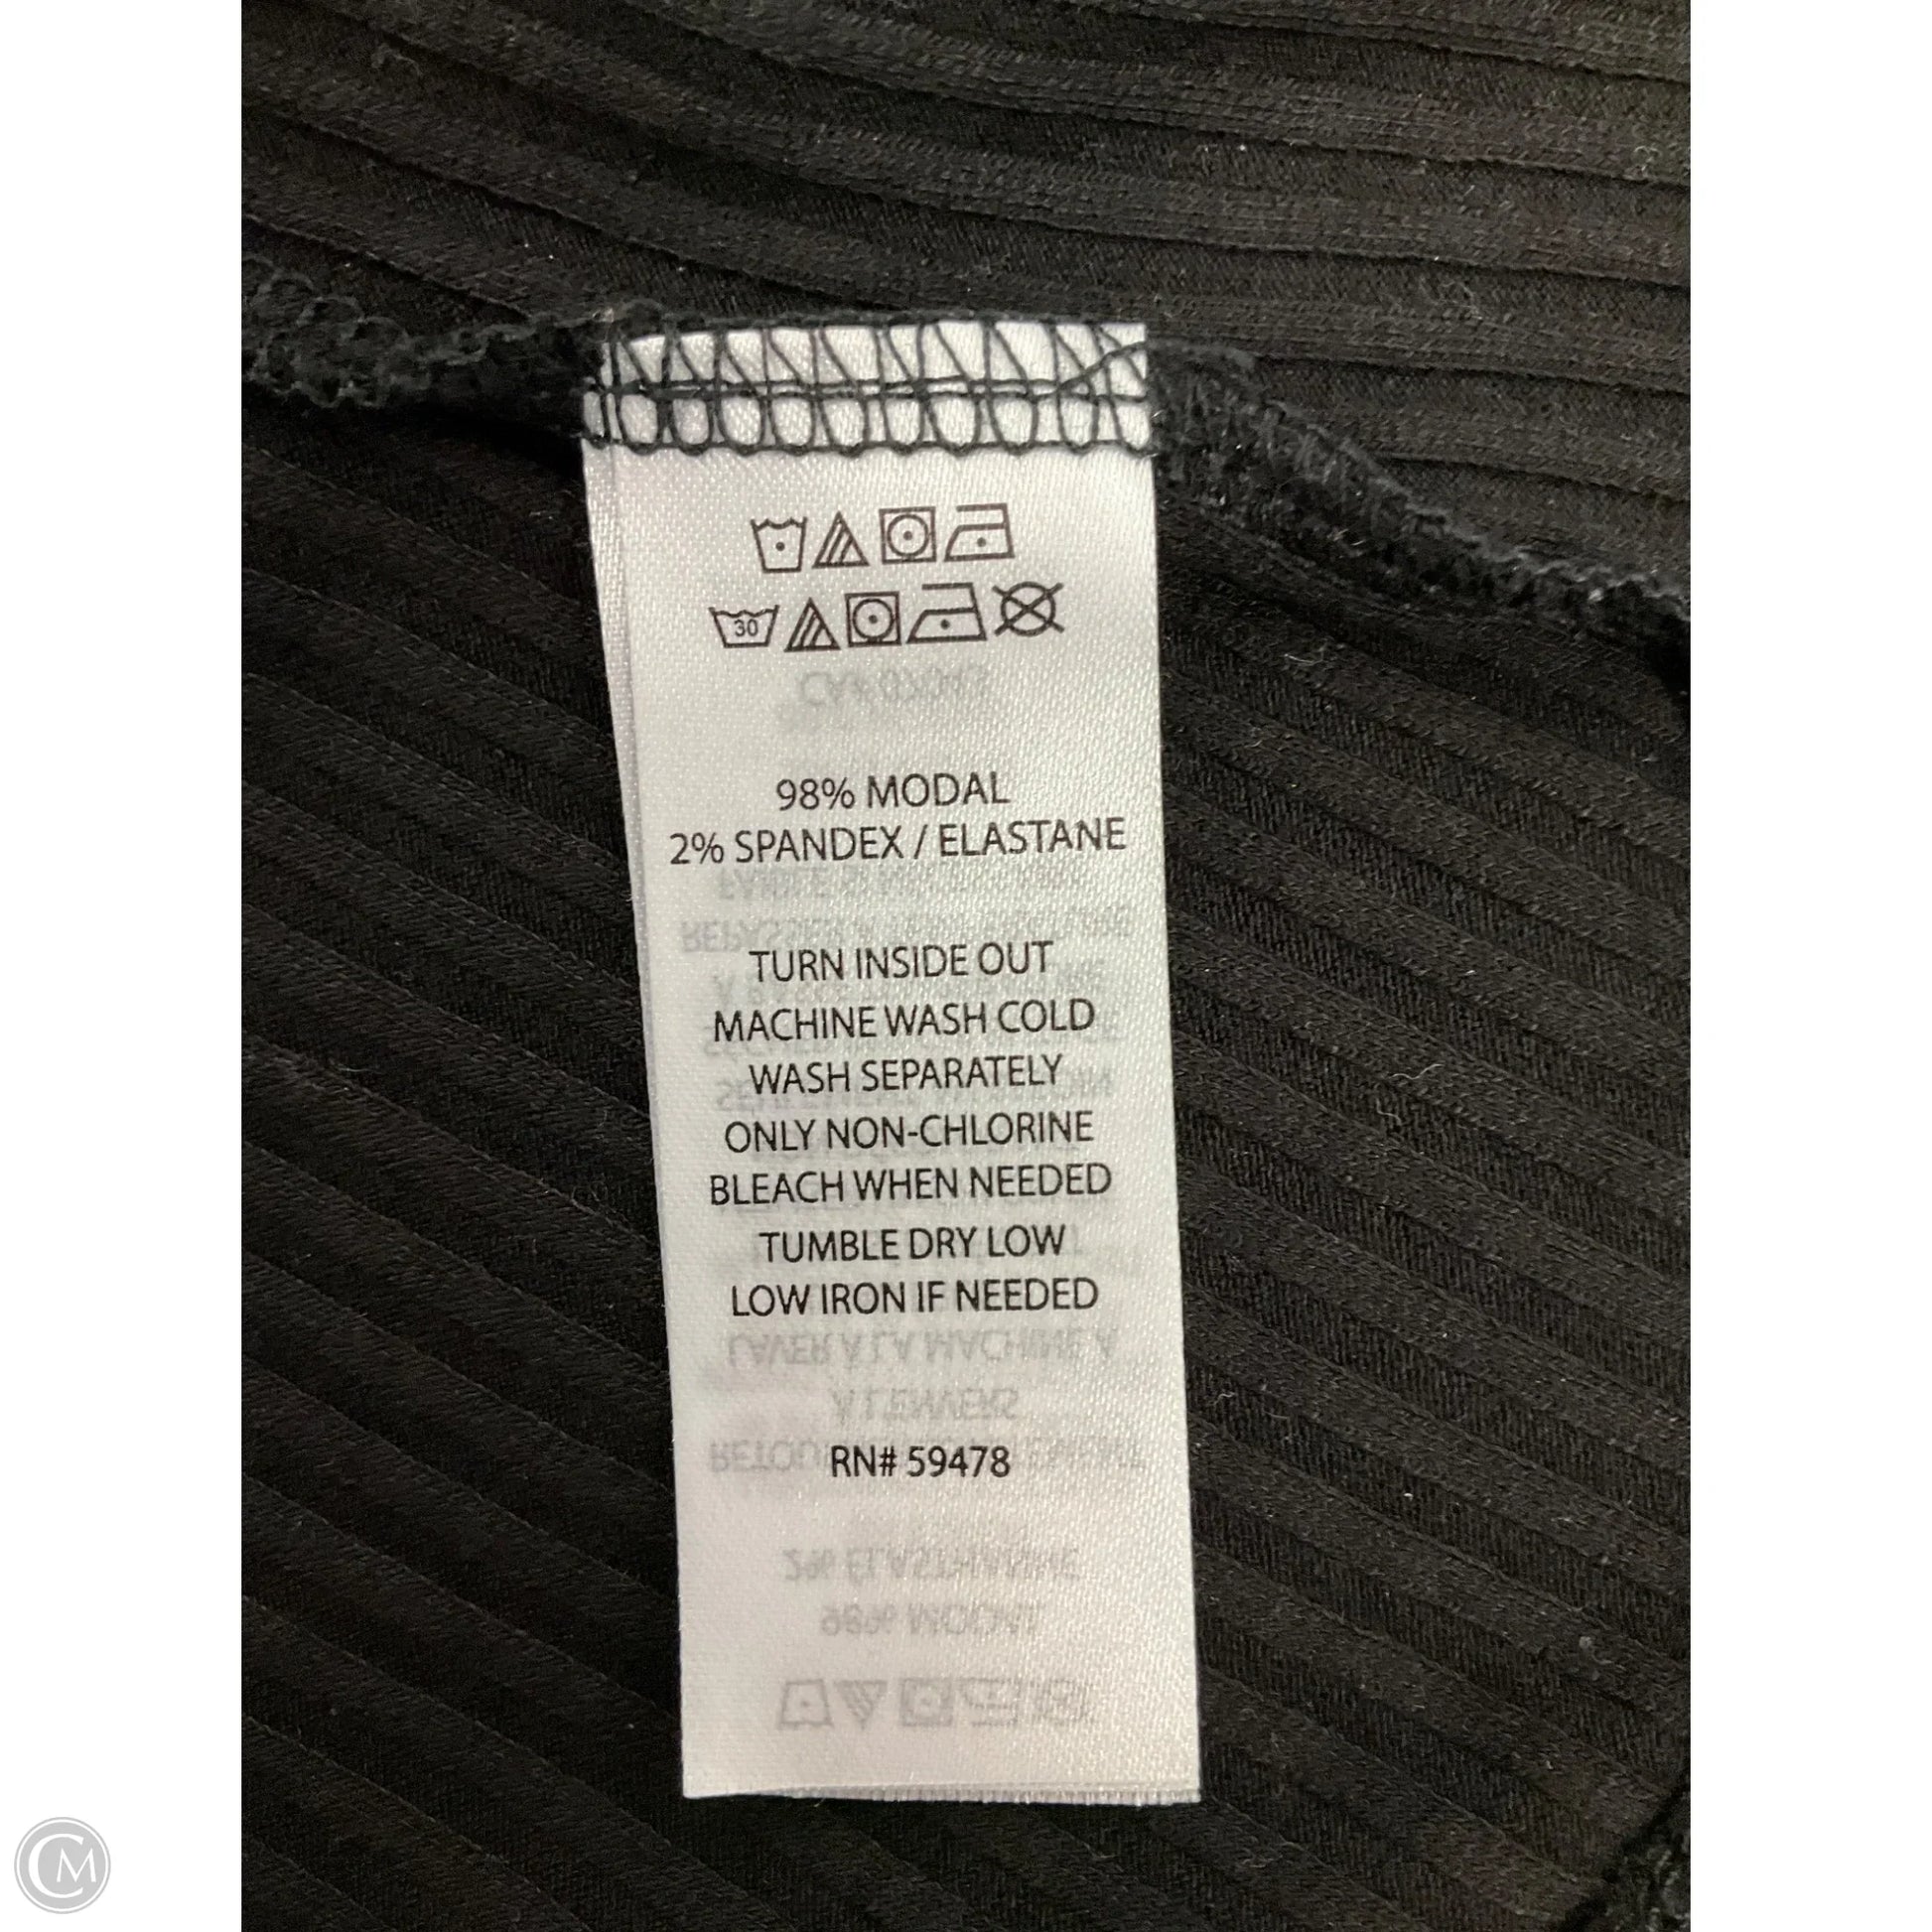 30
98% MODAL
2% SPANDEX / ELASTANE
TURN INSIDE OUT
MACHINE WASH COLD
WASH SEPARATELY
ONLY NON-CHLORINE
BLEACH WHEN NEEDED
TUMBLE DRY LOW
LOW IRON IF NEEDED
RN# 59478
CM